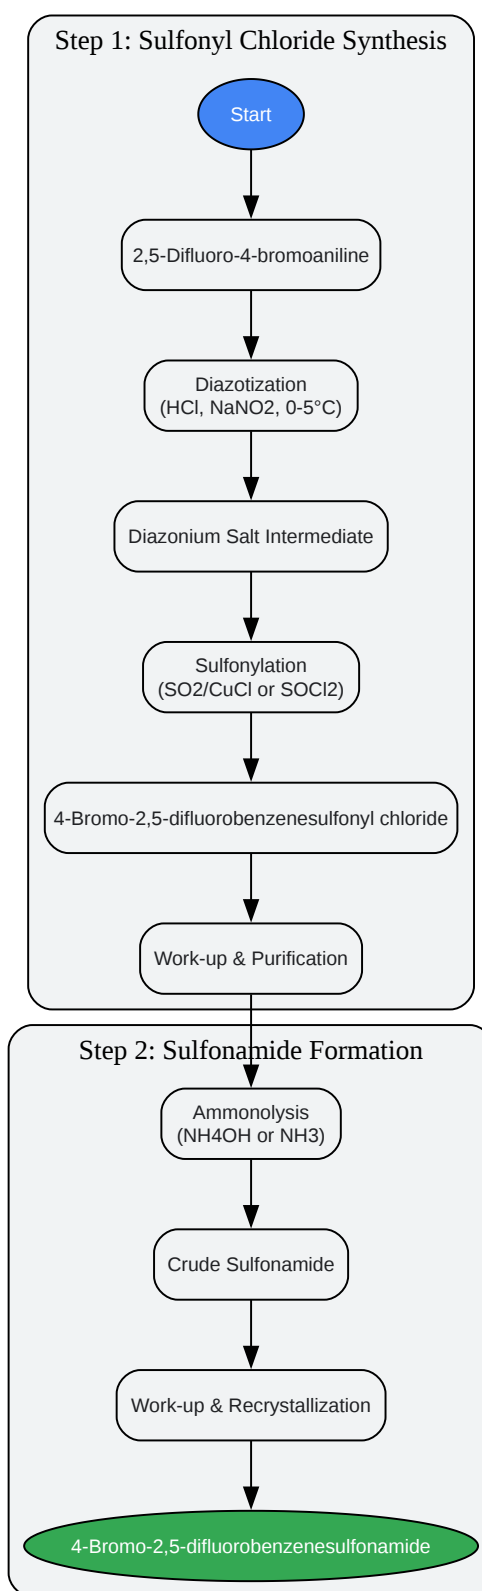 Step 1: Sulfonyl Chloride Synthesis
Start
2,5-Difluoro-4-bromoaniline
Diazotization
(HCl, NaNO2, 0-5°C)
Diazonium Salt Intermediate
Sulfonylation
(SO2/CuCl or SOCl2)
4-Bromo-2,5-difluorobenzenesulfonyl chloride
Work-up & Purification
Step 2: Sulfonamide Formation
Ammonolysis
(NH4OH or NH3)
Crude Sulfonamide
Work-up & Recrystallization
4-Bromo-2,5-difluorobenzenesulfonamide